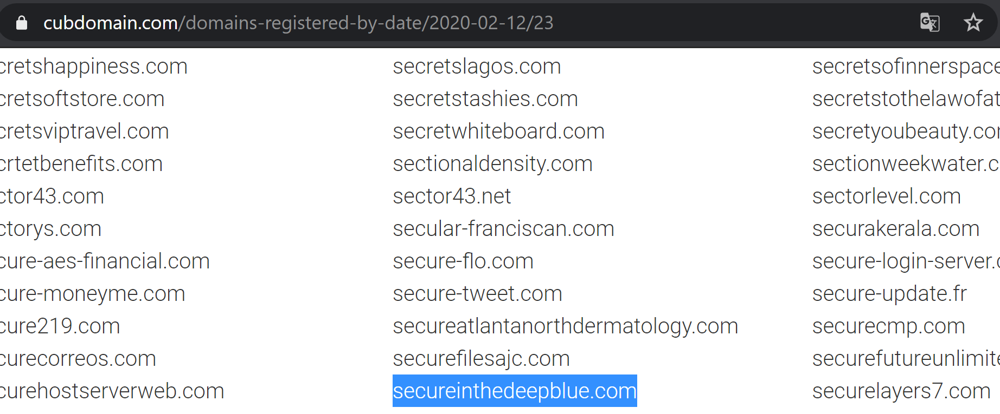 cubdomain.com/domains-registered-by-date/2020-02-12/23
cretshappiness.com secretslagos.com secretsofinnerspace
cretsoftstore.com secretstashies.com secretstothelawofat
cretsviptravel.com secretwhiteboard.com secretyoubeauty.co
crtetbenefits.com sectionaldensity.com sectionweekwater.c
ctor43.com sector43.net sectorlevel.com
ctorys.com secular-franciscan.com securakerala.com
cure-aes-financial.com secure-flo.com secure-login-server.c
cure-moneyme.com secure-tweet.com secure-update.fr
cure219.com secureatlantanorthdermatology.com securecmp.com
curecorreos.com securefilesajc.com securefutureunlimite
curehostserverweb.com secureinthedeepblue.com securelayers7.com